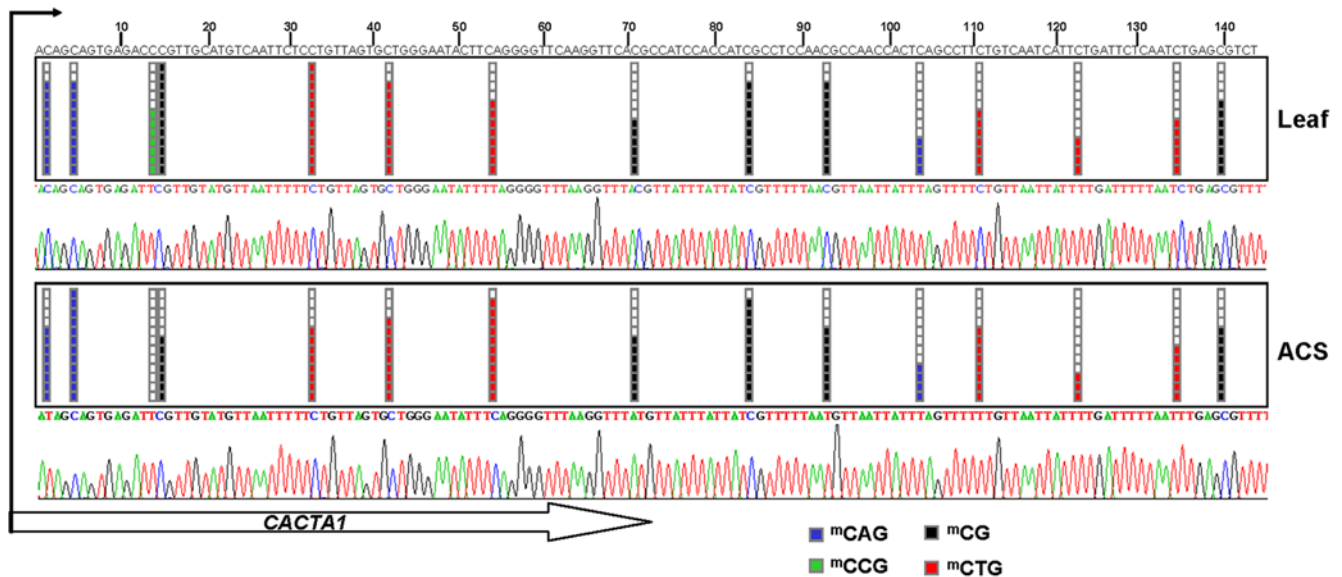 10 20 30 40 50 60 70 80 90 100 110 120 130 140
ACAGCAGTGAGACCCGTTGCATGTCAATTCTCCTGTTAGTGCTGGGAATACTTCAGGGGTTCAAGGTTCACGCCATCCACCATCGCCTCCAACGCCAACCACTCAGCCTTCTGTCAATCATTCTGATTCTCAATCTGAGCGTCT
Leaf
ACAGCAGTGAGATTCGTTGTATGTTAATTTTTCTGTTAGTGCTGGGAATATTTTAGGGGTTTAAGGTTTACGTTATTTATTATCGTTTTTAACGTTAATTATTTAGTTTTCTGTTAATTATTTTGATTTTTAATCTGAGCGTTT
ACS
ATAGCAGTGAGATTCGTTGTATGTTAATTTTTCTGTTAGTGCTGGGAATATTTCAGGGGTTTAAGGTTTATGTTATTTATTATCGTTTTTAATGTTAATTATTTAGTTTTTTGTTAATTATTTTGATTTTTAATTTGAGCGTTTT
CACTA1
mCAG mCG
mCCG mCTG